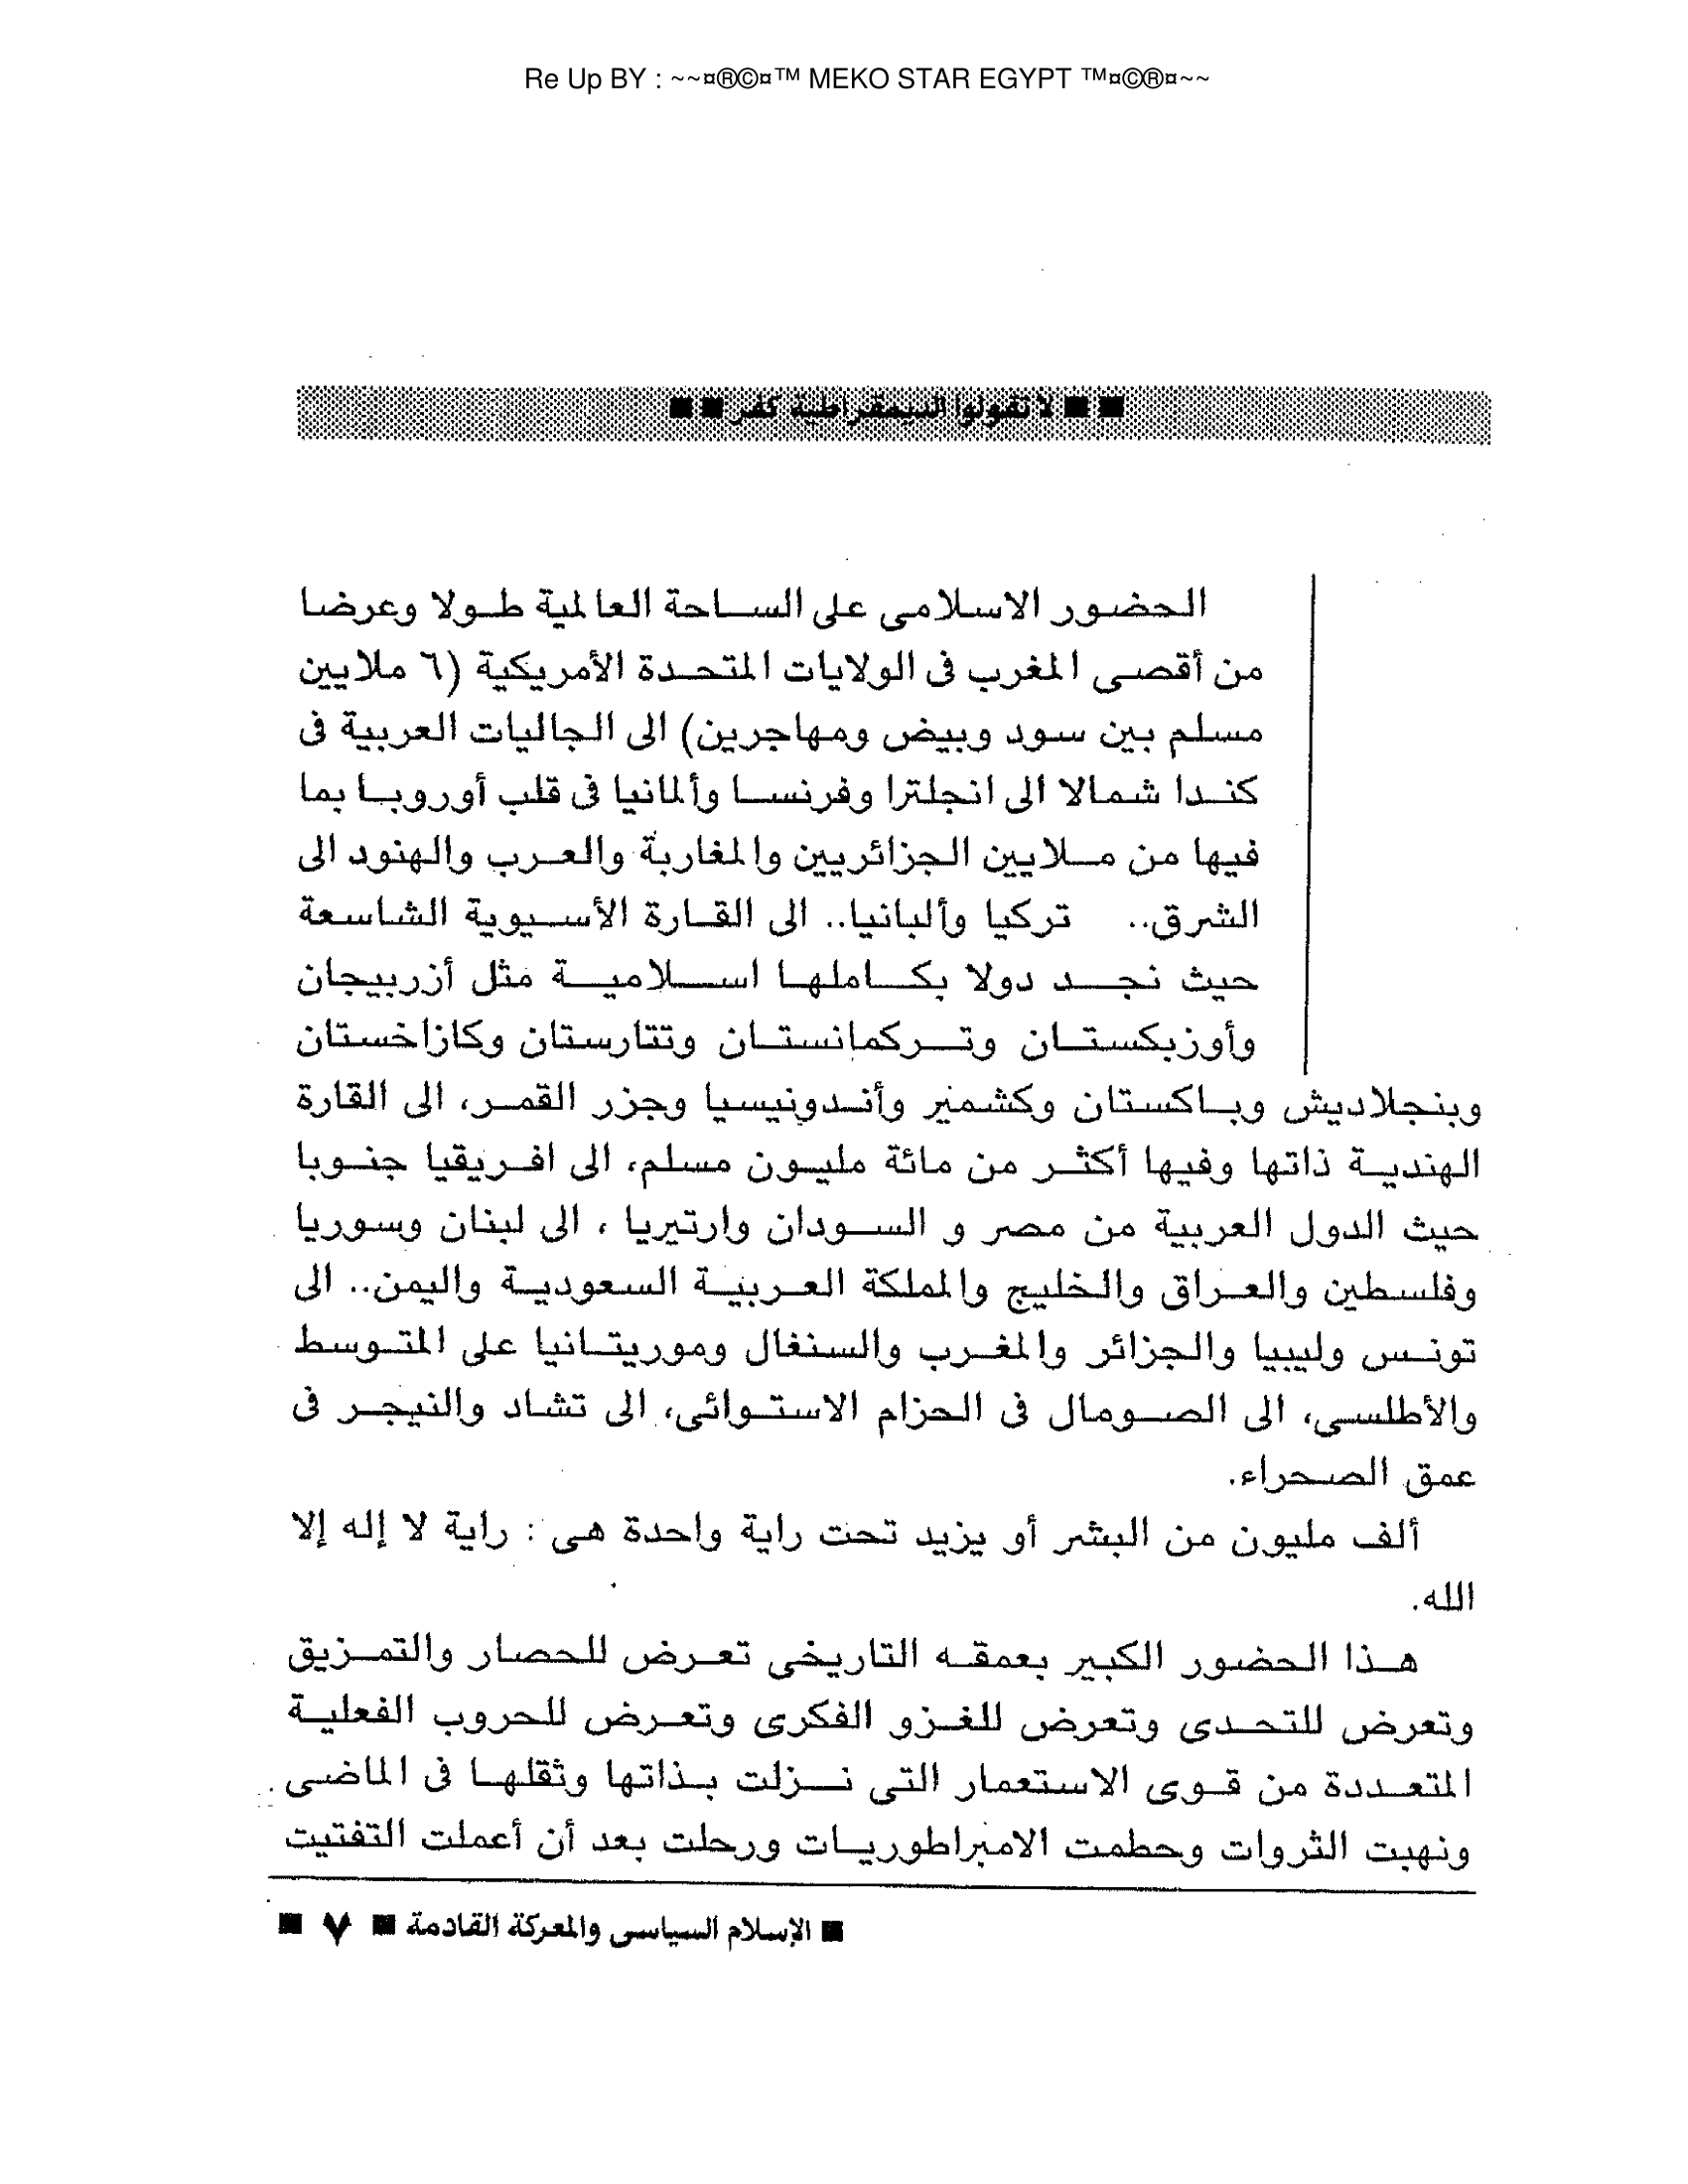 Re Up BY : ~~¤®©¤™ MEKO STAR EGYPT ™¤©®¤~~
■ ■ لا تقولوا الديمقراطية كفر ■ ■
الحضور الاسلامى على الساحة العالمية طولا وعرضا
من أقصى المغرب فى الولايات المتحدة الأمريكية (٦ ملايين
مسلم بين سود وبيض ومهاجرين) الى الجاليات العربية فى
كندا شمالا الى انجلترا وفرنسا وألمانيا فى قلب أوروبا بما
فيها من ملايين الجزائريين والمغاربة والعرب والهنود الى
الشرق.. تركيا وألبانيا.. الى القارة الأسيوية الشاسعة
حيث نجد دولا بكاملها اسلامية مثل أزربيجان
وأوزبكستان وتركمانستان وتتارستان وكازاخستان
وبنجلاديش وباكستان وكشمير وأندونيسيا وجزر القمر، الى القارة
الهندية ذاتها وفيها أكثر من مائة مليون مسلم، الى افريقيا جنوبا
حيث الدول العربية من مصر و السودان وارتيريا ، الى لبنان وسوريا
وفلسطين والعراق والخليج والمملكة العربية السعودية واليمن.. الى
تونس وليبيا والجزائر والمغرب والسنغال وموريتانيا على المتوسط
والأطلسى، الى الصومال فى الحزام الاستوائى، الى تشاد والنيجر فى
عمق الصحراء.
ألف مليون من البشر أو يزيد تحت راية واحدة هى : راية لا إله إلا
الله.
هذا الحضور الكبير بعمقه التاريخى تعرض للحصار والتمزيق
وتعرض للتحدى وتعرض للغزو الفكرى وتعرض للحروب الفعلية
المتعددة من قوى الاستعمار التى نزلت بذاتها وثقلها فى الماضى
ونهبت الثروات وحطمت الامبراطوريات ورحلت بعد أن أعملت التفتيت
■ الإسلام السياسى والمعركة القادمة ■ ٧ ■